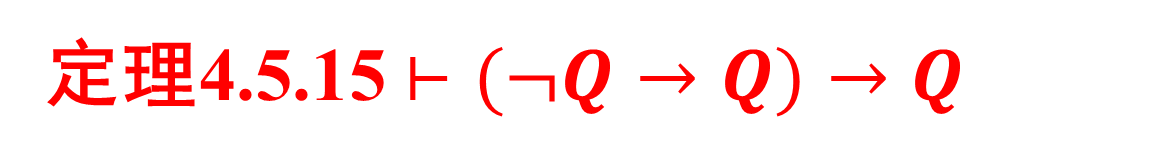 定理4.5.15 ⊢ (¬Q → Q) → Q